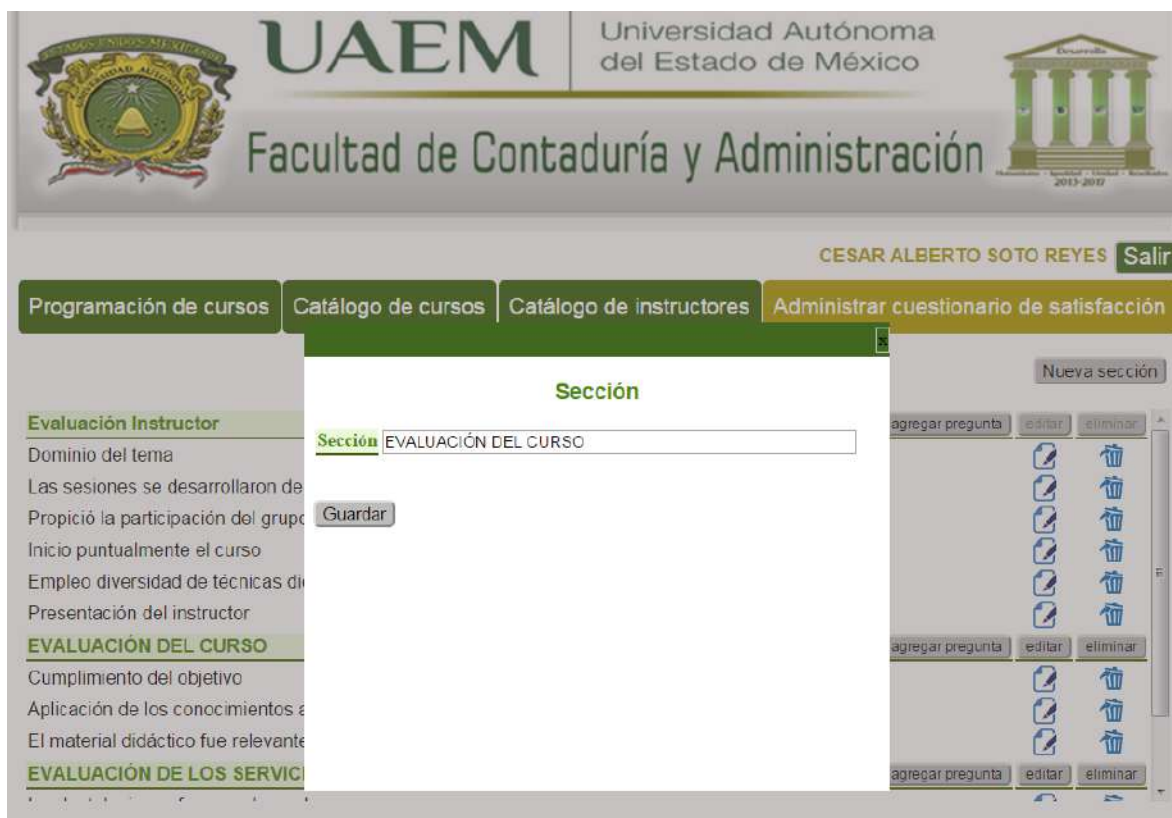 UAEM
Universidad Autónoma
del Estado de México
Facultad de Contaduría y Administración
Desarrollo
2013-2017
CESAR ALBERTO SOTO REYES Salir
Programación de cursos Catálogo de cursos Catálogo de instructores Administrar cuestionario de satisfacción
x
Nueva sección
Sección
Sección EVALUACIÓN DEL CURSO
Guardar
Evaluación Instructor agregar pregunta editar eliminar
Dominio del tema
Las sesiones se desarrollaron de
Propició la participación del grupo
Inicio puntualmente el curso
Empleo diversidad de técnicas di
Presentación del instructor
EVALUACIÓN DEL CURSO agregar pregunta editar eliminar
Cumplimiento del objetivo
Aplicación de los conocimientos a
El material didáctico fue relevante
EVALUACIÓN DE LOS SERVICI agregar pregunta editar eliminar